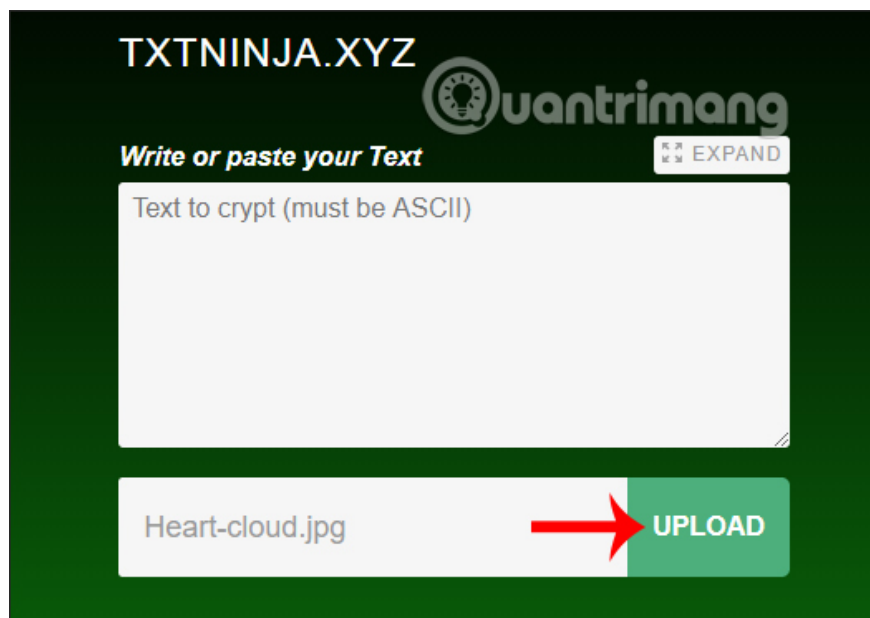 TXTNINJA.XYZ
Quantrimang
Write or paste your Text
EXPAND
Text to crypt (must be ASCII)
Heart-cloud.jpg
UPLOAD